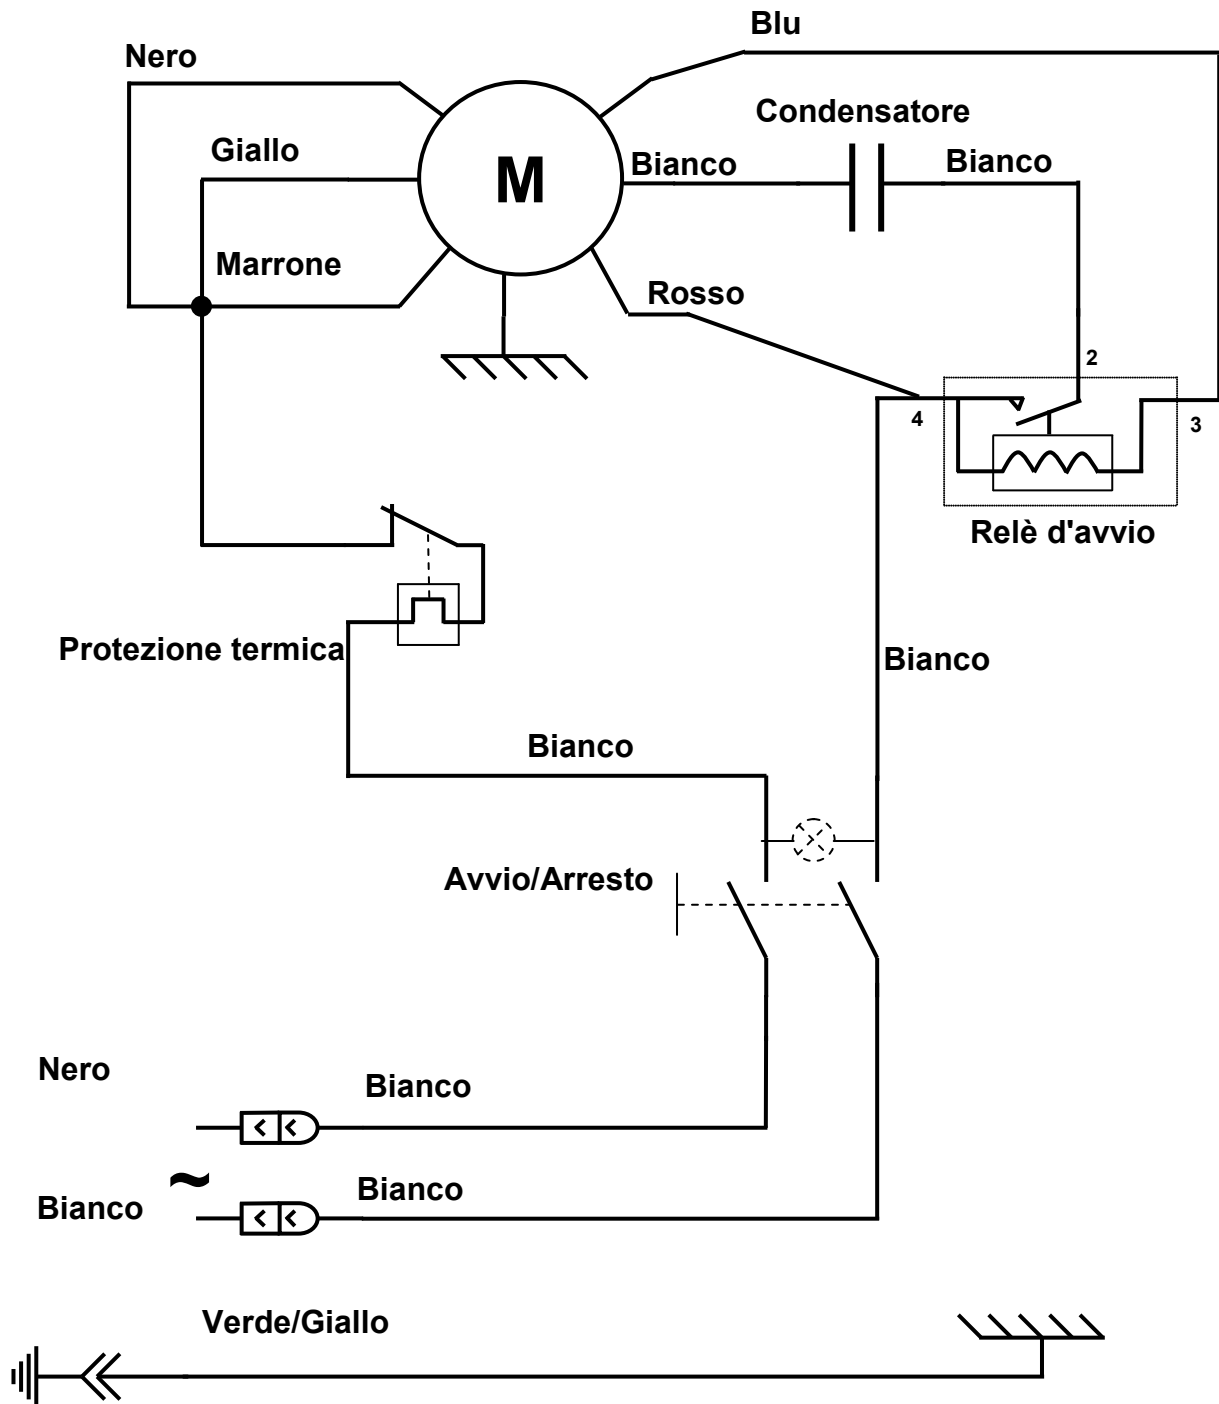 Blu
Nero
Condensatore
Giallo
M
Bianco
Bianco
Marrone
Rosso
2
4
3
Relè d'avvio
Protezione termica
Bianco
Bianco
Avvio/Arresto
Nero
Bianco
~
Bianco
Bianco
Verde/Giallo